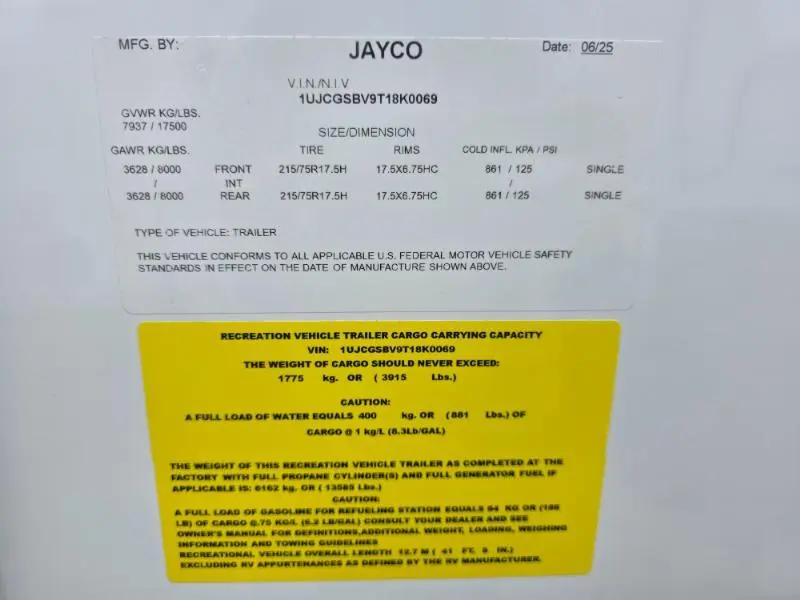 MFG. BY: JAYCO Date: 06/25
V.I.N./N.I.V
1UJCGSBV9T18K0069
GVWR KG/LBS.
7937 / 17500
SIZE/DIMENSION
GAWR KG/LBS. TIRE RIMS COLD INFL. KPA / PSI
3628 / 8000 FRONT 215/75R17.5H 17.5X6.75HC 861 / 125 SINGLE
/ INT /
3628 / 8000 REAR 215/75R17.5H 17.5X6.75HC 861 / 125 SINGLE
TYPE OF VEHICLE: TRAILER
THIS VEHICLE CONFORMS TO ALL APPLICABLE U.S. FEDERAL MOTOR VEHICLE SAFETY
STANDARDS IN EFFECT ON THE DATE OF MANUFACTURE SHOWN ABOVE.
RECREATION VEHICLE TRAILER CARGO CARRYING CAPACITY
VIN: 1UJCGSBV9T18K0069
THE WEIGHT OF CARGO SHOULD NEVER EXCEED:
1775 kg. OR ( 3915 Lbs.)
CAUTION:
A FULL LOAD OF WATER EQUALS 400 kg. OR (881 Lbs.) OF
CARGO @ 1 kg/L (8.3Lb/GAL)
THE WEIGHT OF THIS RECREATION VEHICLE TRAILER AS COMPLETED AT THE
FACTORY WITH FULL PROPANE CYLINDER(S) AND FULL GENERATOR FUEL IF
APPLICABLE IS: 6162 kg. OR ( 13585 Lbs.)
CAUTION:
A FULL LOAD OF GASOLINE FOR REFUELING STATION EQUALS KG OR
LB) OF CARGO @.75 KG/L (6.2 LB/GAL) CONSULT YOUR DEALER AND SEE
OWNER'S MANUAL FOR DEFINITIONS,ADDITIONAL WEIGHT, LOADING, WEIGHING
INFORMATION AND TOWING GUIDELINES
RECREATIONAL VEHICLE OVERALL LENGTH 12.7 M ( 41 FT. IN.)
EXCLUDING RV APPURTENANCES AS DEFINED BY THE RV MANUFACTURER.